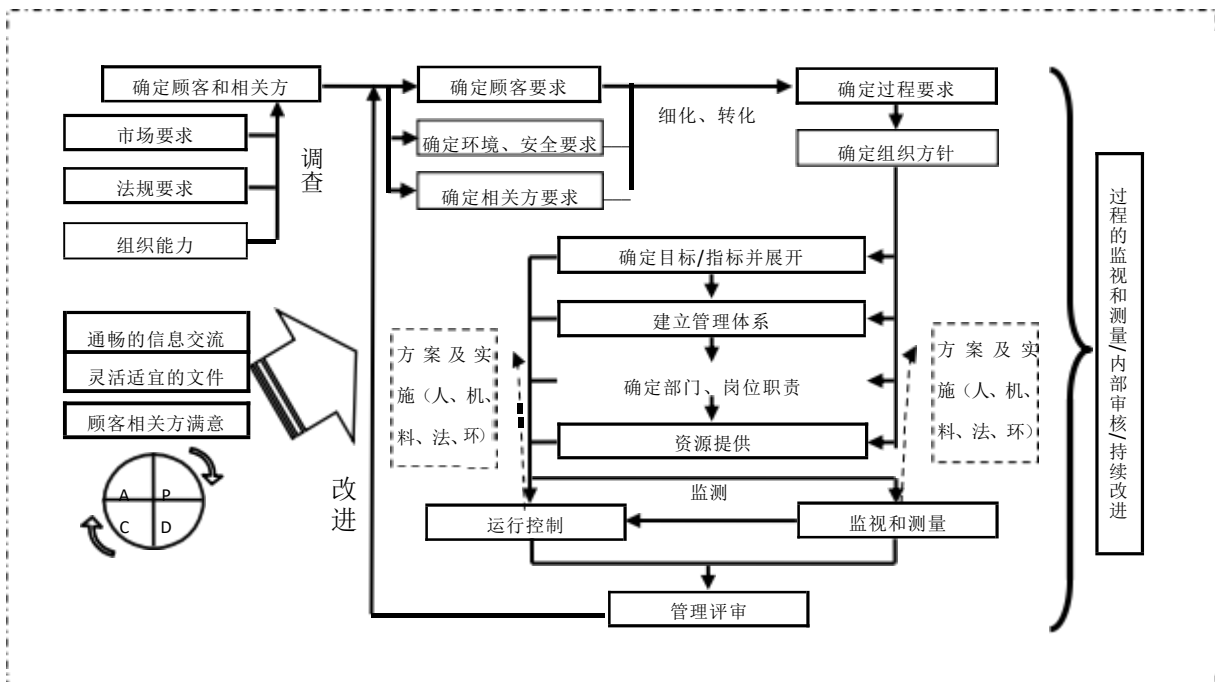 确定顾客和相关方
市场要求
法规要求
组织能力
调查
确定顾客要求
确定环境、安全要求
确定相关方要求
细化、转化
确定过程要求
确定组织方针
确定目标/指标并展开
建立管理体系
确定部门、岗位职责
资源提供
方案及实
施（人、机、
料、法、环）
方案及实
施（人、机、
料、法、环）
监测
运行控制
监视和测量
管理评审
通畅的信息交流
灵活适宜的文件
顾客相关方满意
A P
C D
改进
过程的监视和测量/内部审核/持续改进